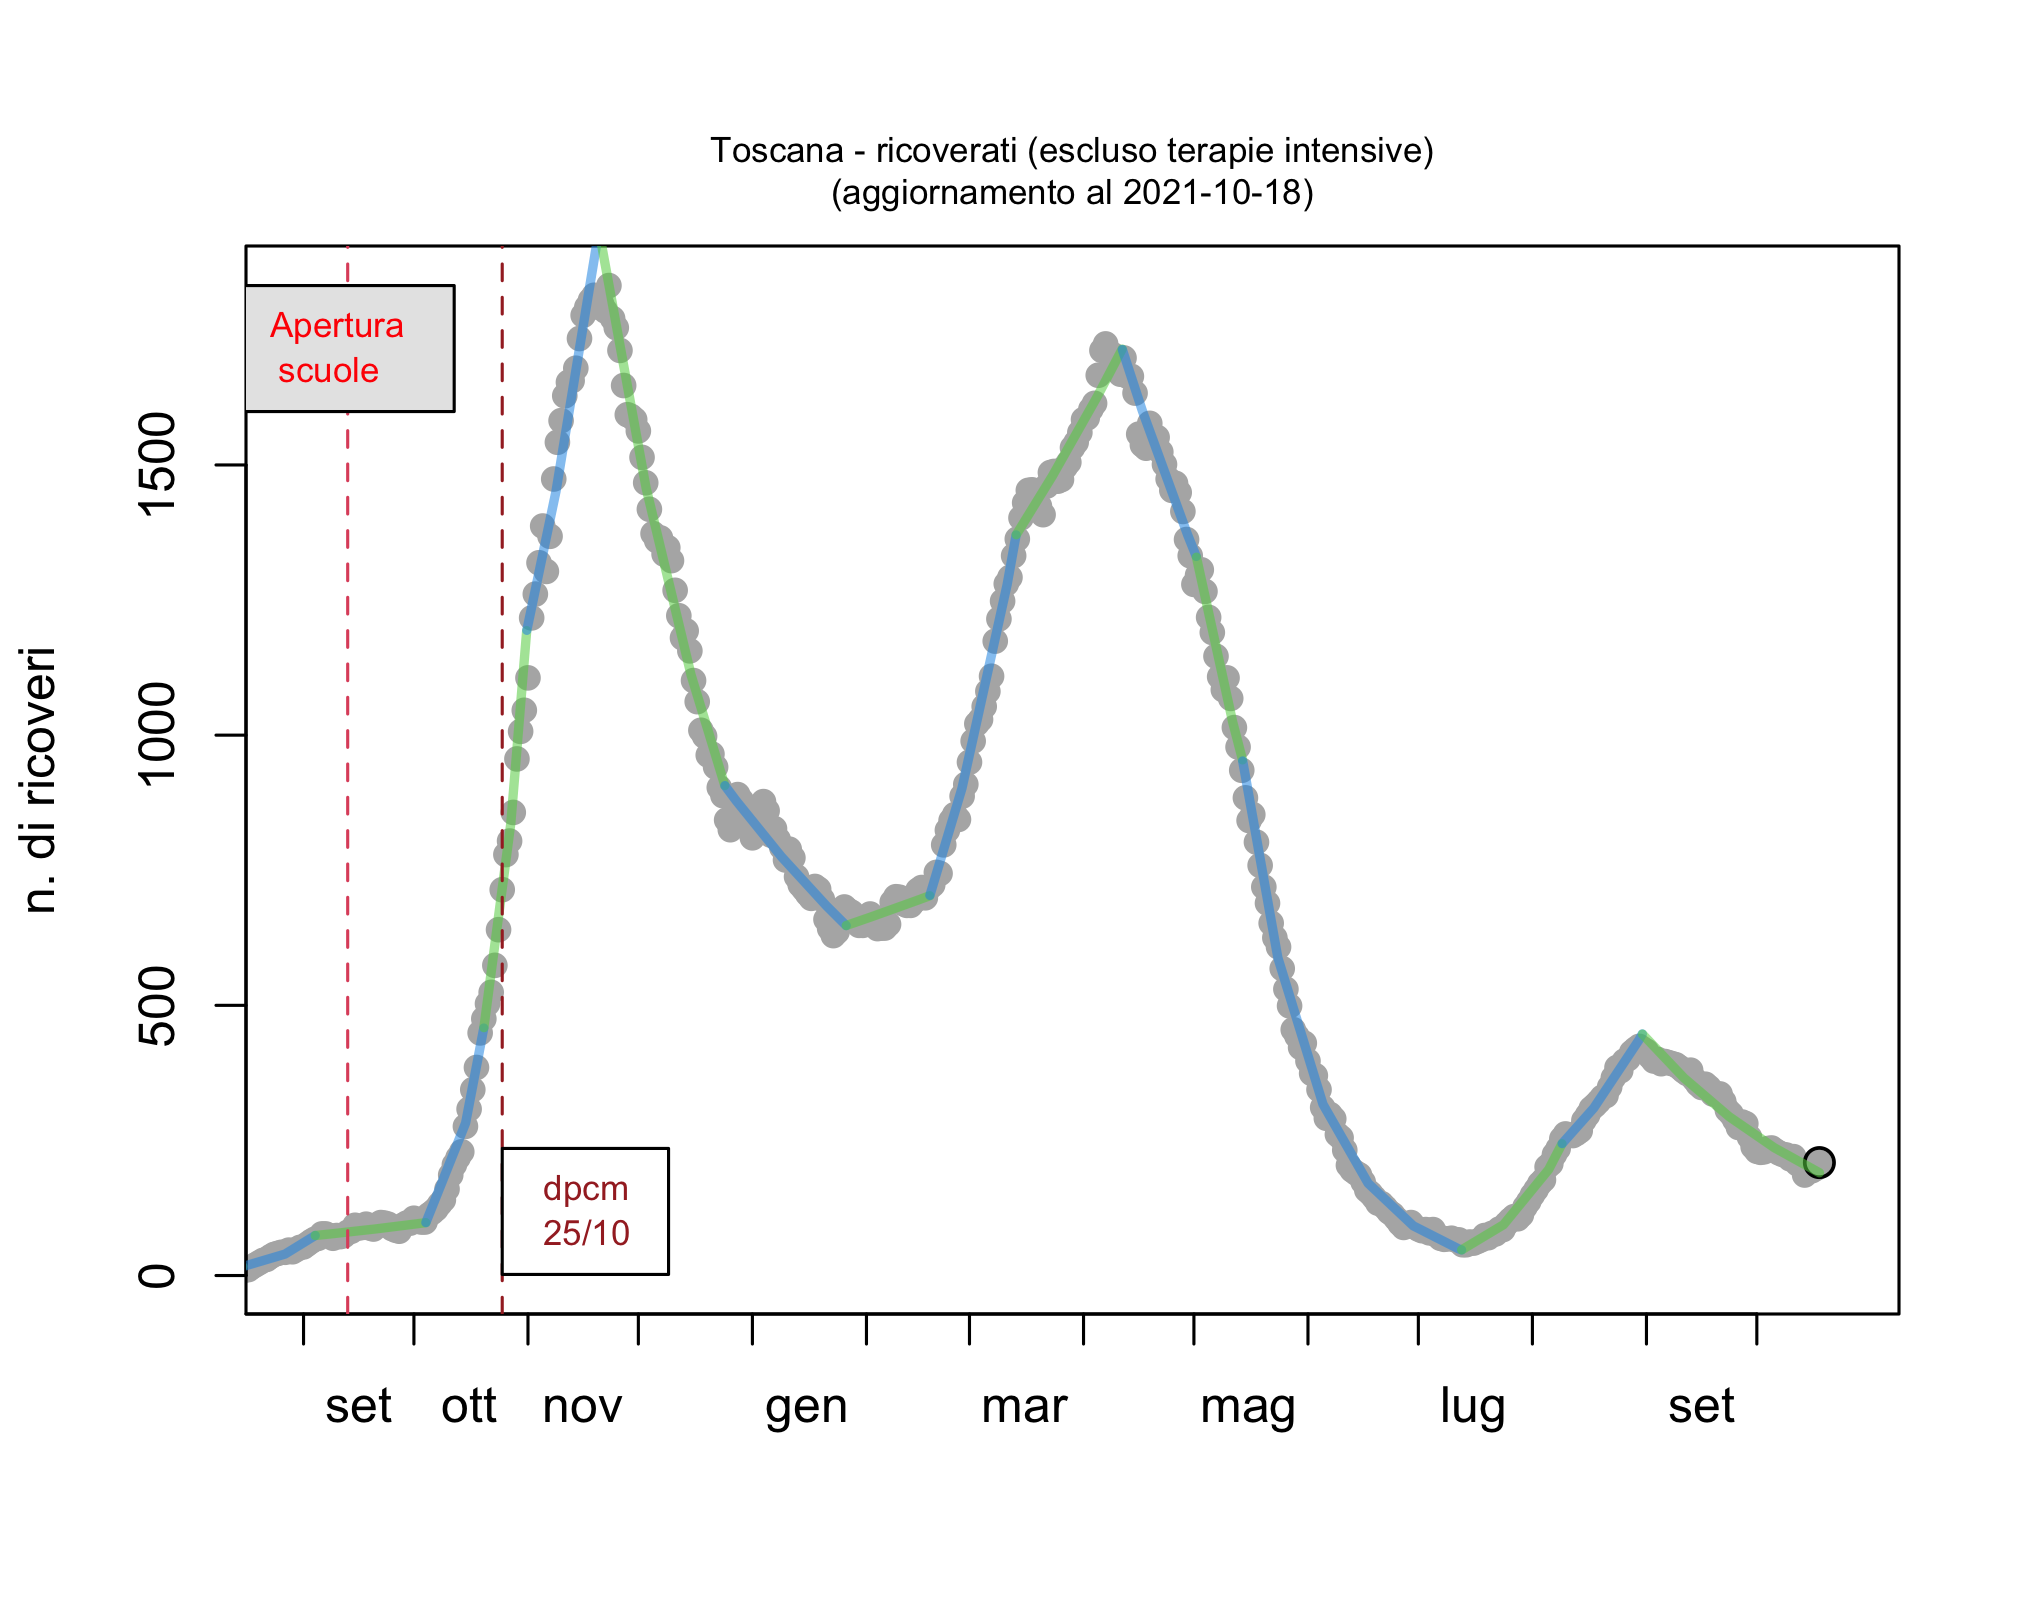 Toscana - ricoverati (escluso terapie intensive)
(aggiornamento al 2021-10-18)
Apertura
scuole
1500
1000
500
0
n. di ricoveri
dpcm
25/10
set ott nov gen mar mag lug set